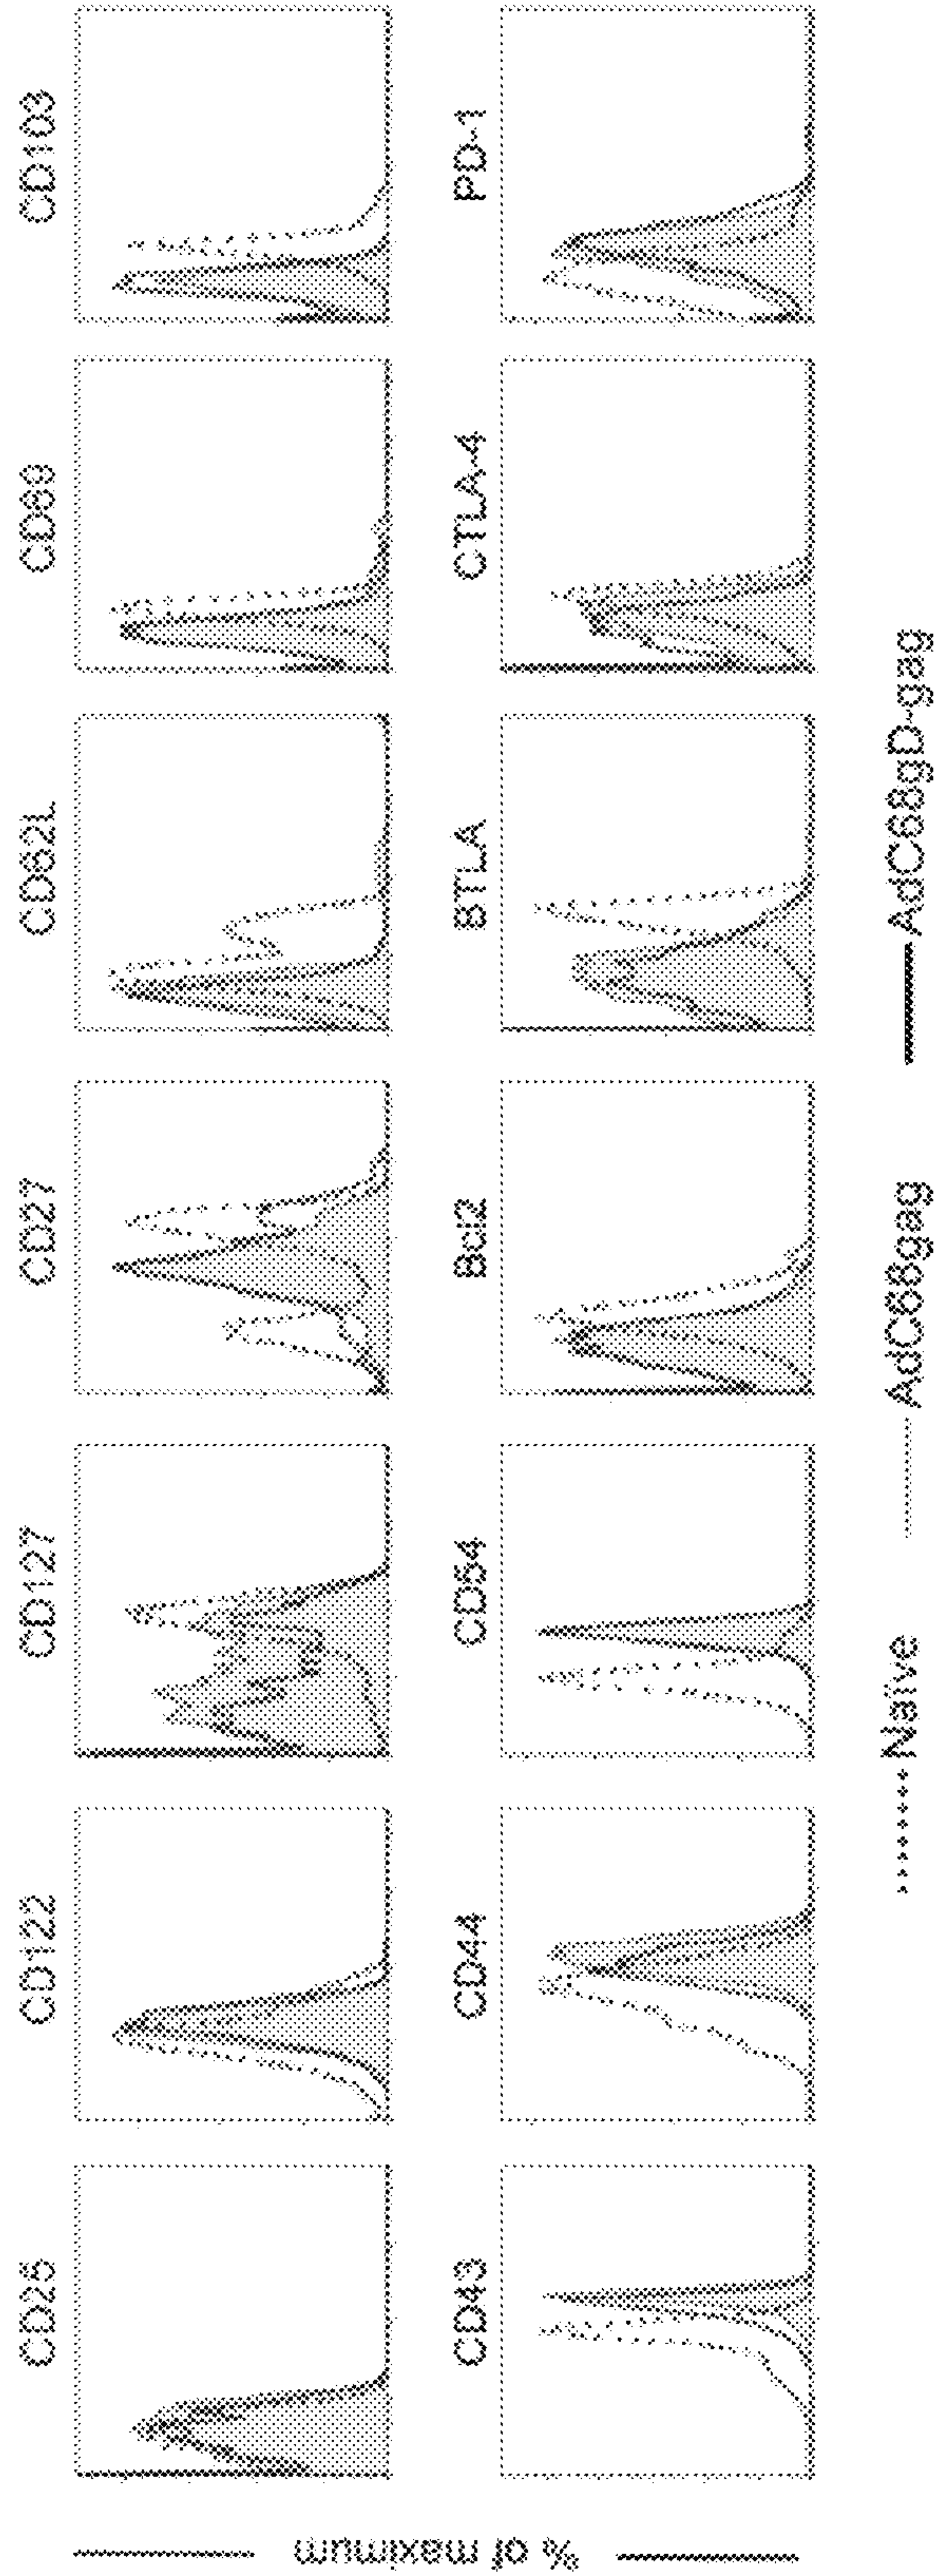 CD25 CD122 CD127 CD27 CD62L CD69 CD103
% of maximum
CD43 CD44 CD54 Bcl2 BTLA CTLA-4 PD-1
Naïve AdC68gag AdC68gD-gag